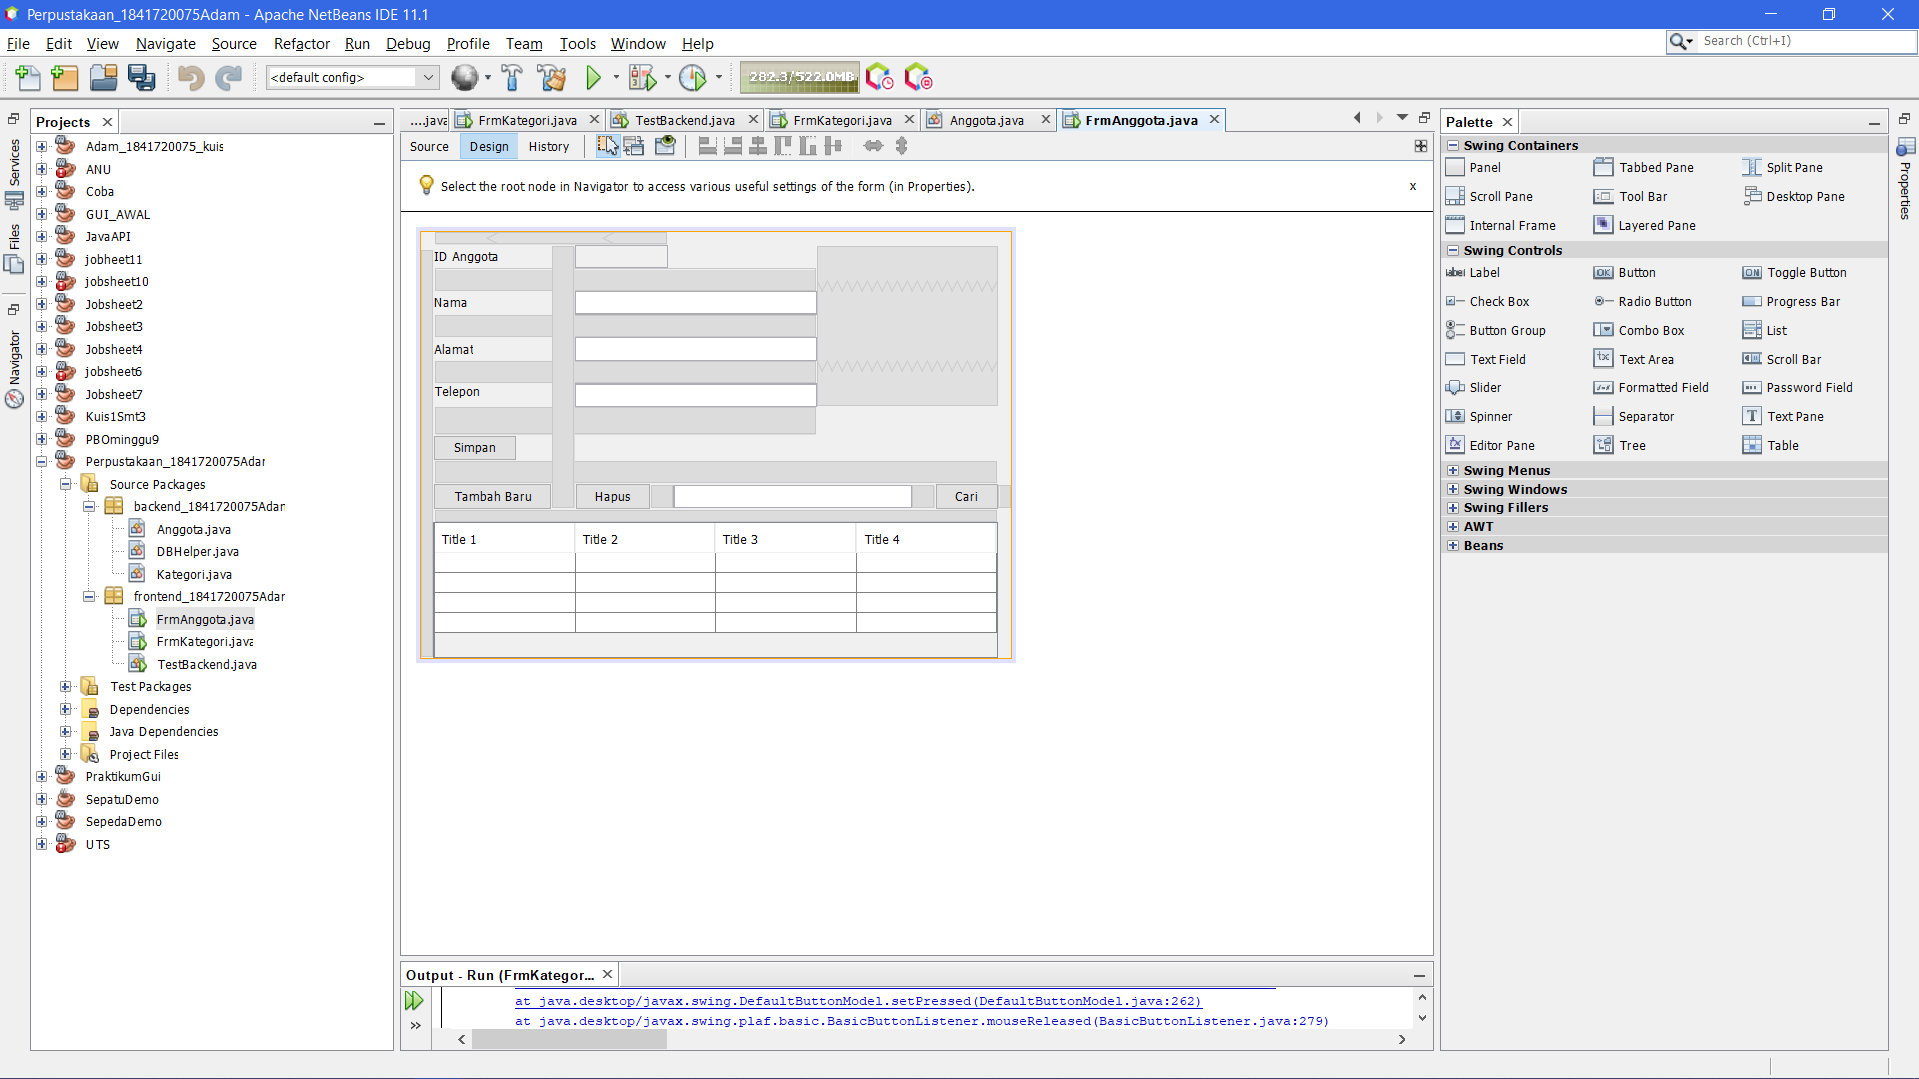 Perpustakaan_1841720075Adam - Apache NetBeans IDE 11.1
File Edit View Navigate Source Refactor Run Debug Profile Team Tools Window Help
Search (Ctrl+I)
<default config>
282.3/522.0MB
Services
Files
Navigator
Projects
Adam_1841720075_kuis
ANU
Coba
GUI_AWAL
JavaAPI
jobheet11
jobsheet10
Jobsheet2
Jobsheet3
Jobsheet4
jobsheet6
Jobsheet7
Kuis1Smt3
PBOminggu9
Perpustakaan_1841720075Adar
Source Packages
backend_1841720075Adan
Anggota.java
DBHelper.java
Kategori.java
frontend_1841720075Adar
FrmAnggota.java
FrmKategori.java
TestBackend.java
Test Packages
Dependencies
Java Dependencies
Project Files
PraktikumGui
SepatuDemo
SepedaDemo
UTS
....java FrmKategori.java TestBackend.java FrmKategori.java Anggota.java FrmAnggota.java
Source Design History
Select the root node in Navigator to access various useful settings of the form (in Properties).
x
ID Anggota
Nama
Alamat
Telepon
Simpan
Tambah Baru Hapus Cari
Title 1 Title 2 Title 3 Title 4
Output - Run (FrmKategor...
at java.desktop/javax.swing.DefaultButtonModel.setPressed(DefaultButtonModel.java:262)
at java.desktop/javax.swing.plaf.basic.BasicButtonListener.mouseReleased(BasicButtonListener.java:279)
Palette
Swing Containers
Panel Tabbed Pane Split Pane
Scroll Pane Tool Bar Desktop Pane
Internal Frame Layered Pane
Swing Controls
label Label OK Button ON Toggle Button
Check Box Radio Button Progress Bar
Button Group Combo Box List
Text Field Text Area Scroll Bar
Slider Formatted Field Password Field
Spinner Separator Text Pane
Editor Pane Tree Table
Swing Menus
Swing Windows
Swing Fillers
AWT
Beans
Properties